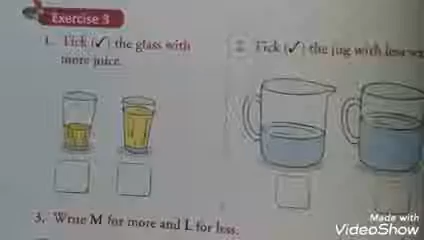 Exercise 3
1. Tick (✓) the glass with
more juice.
2. Tick (✓) the jug with less
3. Write M for more and L for less.
Made with
VideoShow